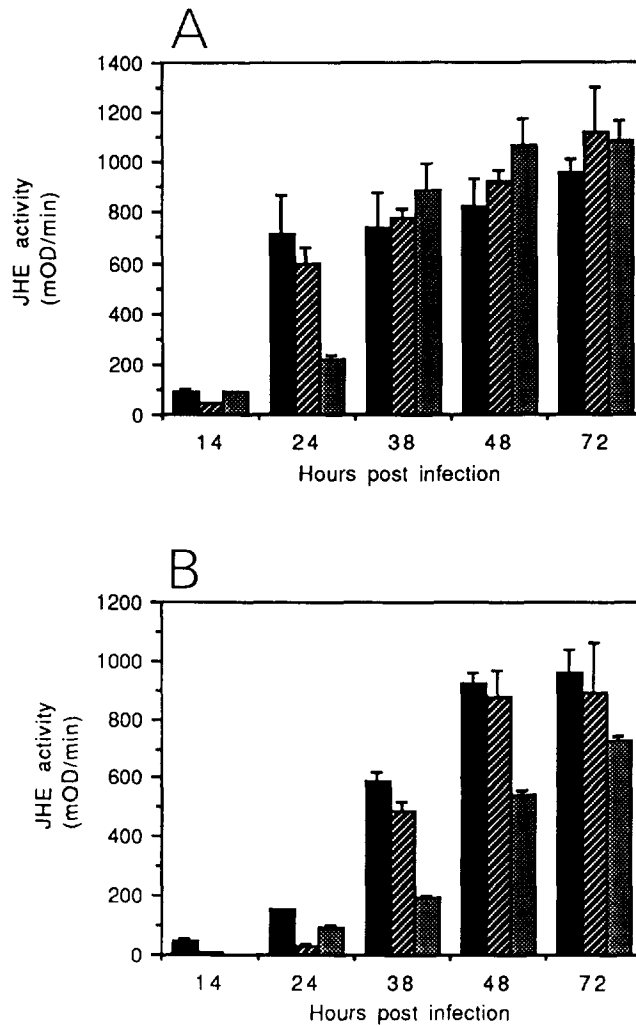 A
1400
1200
1000
800
600
400
200
0
JHE activity
(mOD/min)
14 24 38 48 72
Hours post infection
B
1200
1000
800
600
400
200
0
JHE activity
(mOD/min)
14 24 38 48 72
Hours post infection